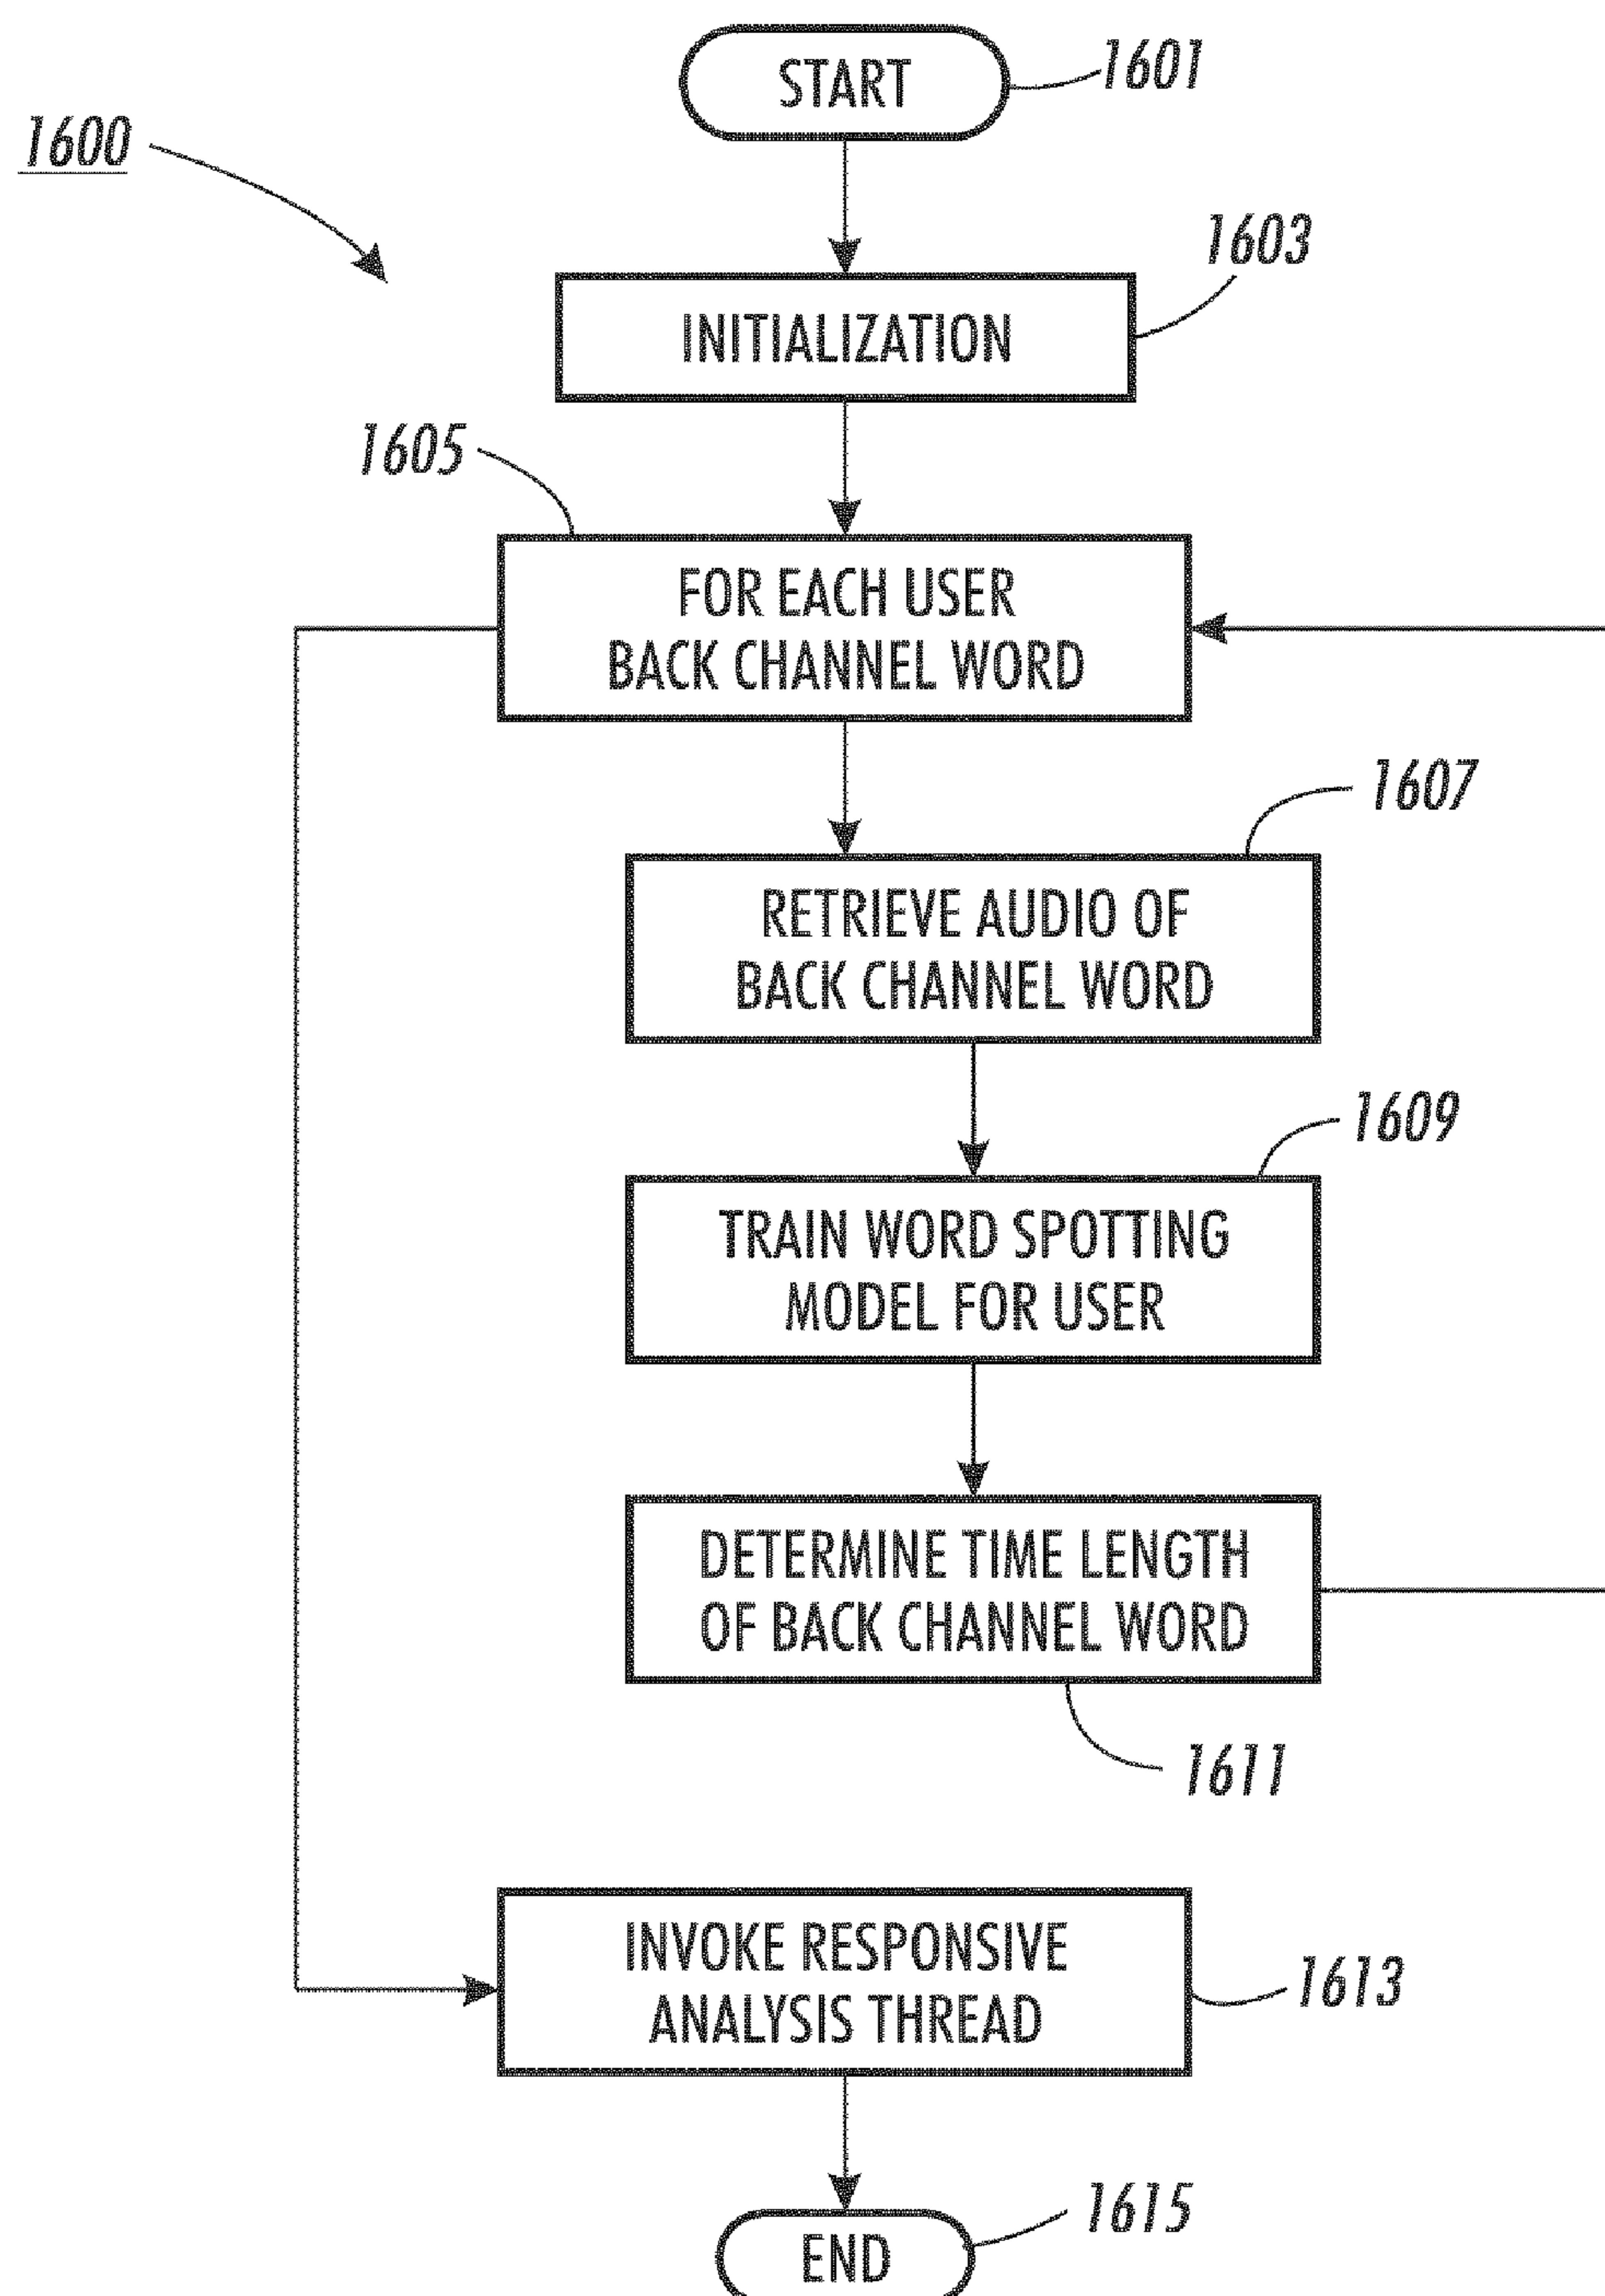 START
1601
1600
1603
INITIALIZATION
1605
FOR EACH USER
BACK CHANNEL WORD
1607
RETRIEVE AUDIO OF
BACK CHANNEL WORD
1609
TRAIN WORD SPOTTING
MODEL FOR USER
DETERMINE TIME LENGTH
OF BACK CHANNEL WORD
1611
INVOKE RESPONSIVE
ANALYSIS THREAD
1613
1615
END